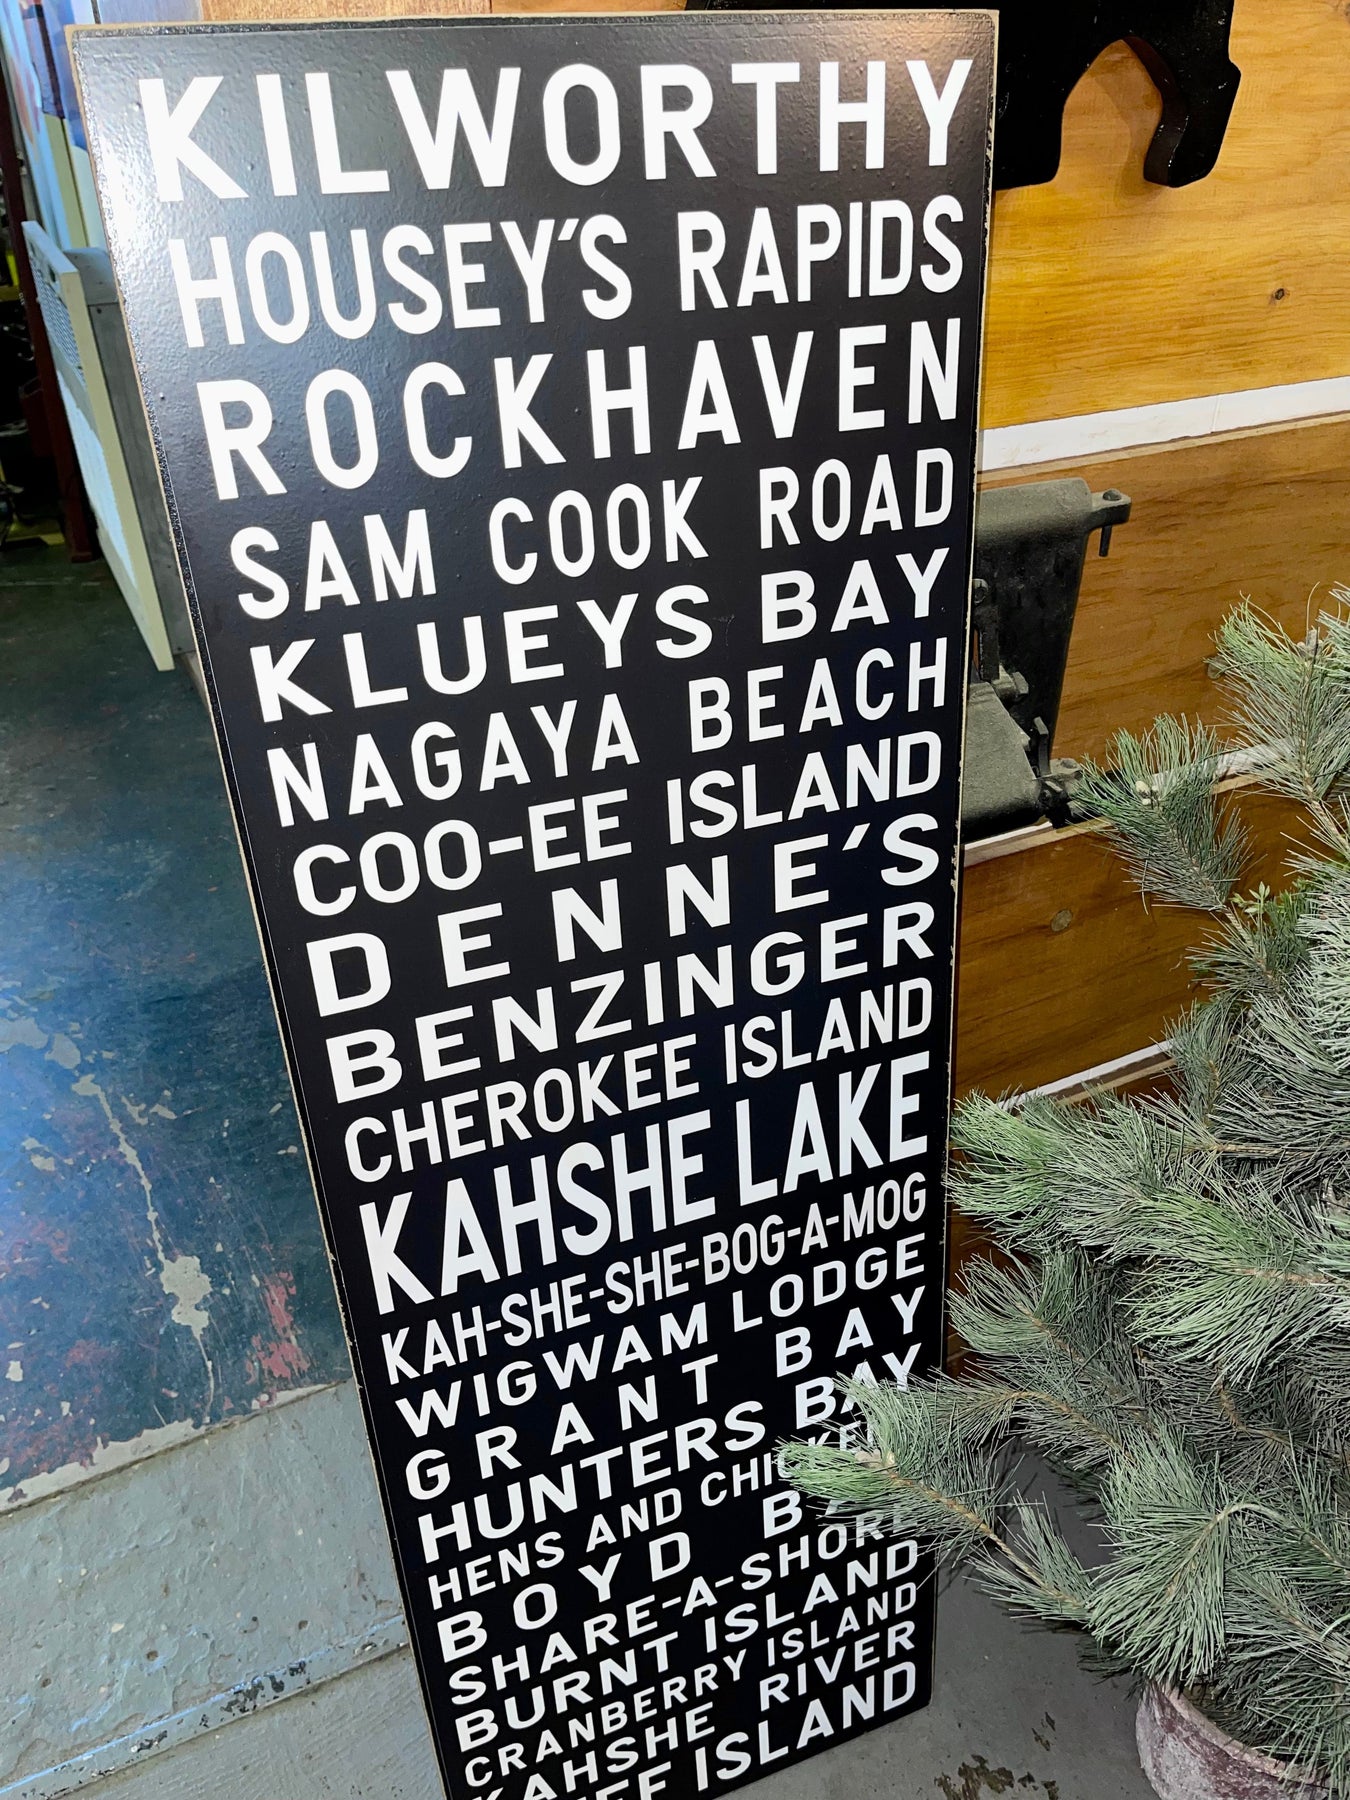 KILWORTHY
HOUSEY'S RAPIDS
ROCKHAVEN
SAM COOK ROAD
KLUEYS BAY
NAGAYA BEACH
COO-EE ISLAND
DENNE'S
BENZINGER
CHEROKEE ISLAND
KAHSHE LAKE
KAH-SHE-SHE-BOG-A-MOG
WIGWAM LODGE
GRANT BAY
HUNTERS BAY
HENS AND
BOYD
SHARE-A-SHORE
BURNT ISLAND
CRANBERRY ISLAND
KAHSHE RIVER
ISLAND